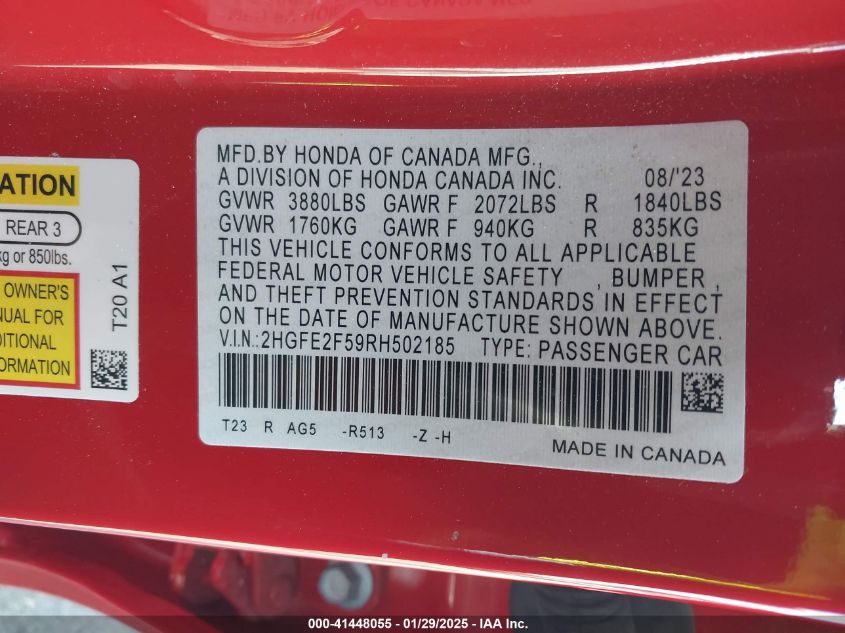 MFD.BY HONDA OF CANADA MFG.,
A DIVISION OF HONDA CANADA INC. 08/'23
GVWR 3880LBS GAWR F 2072LBS R 1840LBS
GVWR 1760KG GAWR F 940KG R 835KG
THIS VEHICLE CONFORMS TO ALL APPLICABLE
FEDERAL MOTOR VEHICLE SAFETY , BUMPER ,
AND THEFT PREVENTION STANDARDS IN EFFECT
ON THE DATE OF MANUFACTURE SHOWN ABOVE.
V.I.N.:2HGFE2F59RH502185 TYPE: PASSENGER CAR
T23 R AG5 -R513 -Z -H
MADE IN CANADA
ATION
REAR 3
kg or 850lbs.
OWNER'S
NUAL FOR
DITIONAL
FORMATION
T20 A1
000-41448055 - 01/29/2025 - IAA Inc.